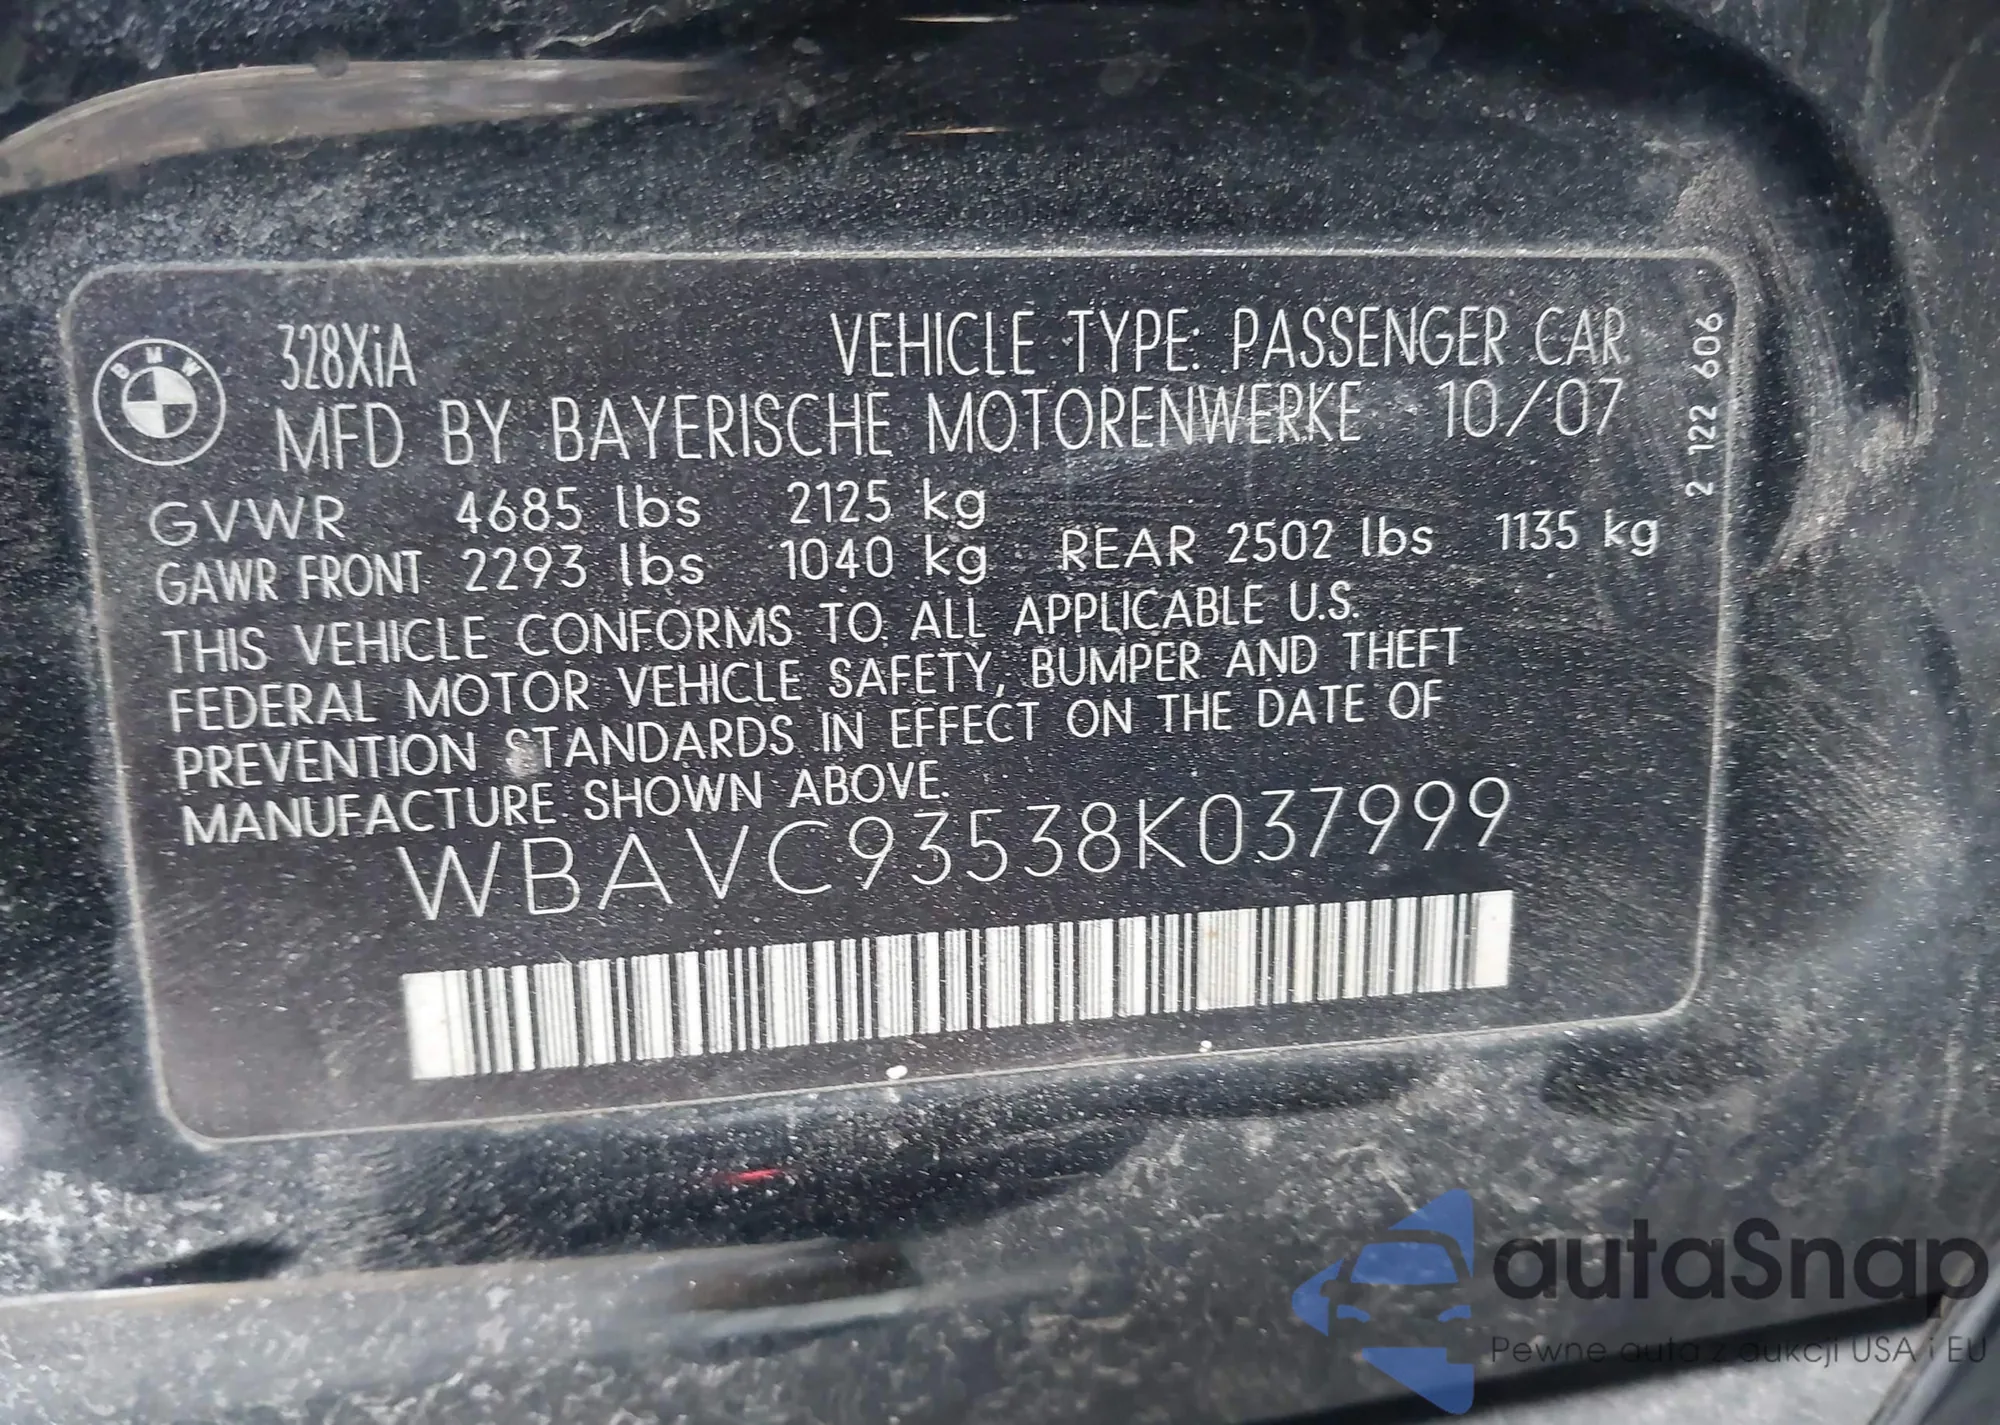 BMW
328XiA
VEHICLE TYPE: PASSENGER CAR
MFD BY BAYERISCHE MOTORENWERKE 10/07
GVWR 4685 lbs 2125 kg
GAWR FRONT 2293 lbs 1040 kg REAR 2502 lbs 1135 kg
THIS VEHICLE CONFORMS TO ALL APPLICABLE U.S.
FEDERAL MOTOR VEHICLE SAFETY, BUMPER AND THEFT
PREVENTION STANDARDS IN EFFECT ON THE DATE OF
MANUFACTURE SHOWN ABOVE.
WBAVC93538K037999
2 122 606
autaSnap
Pewne auta z aukcji USA i EU